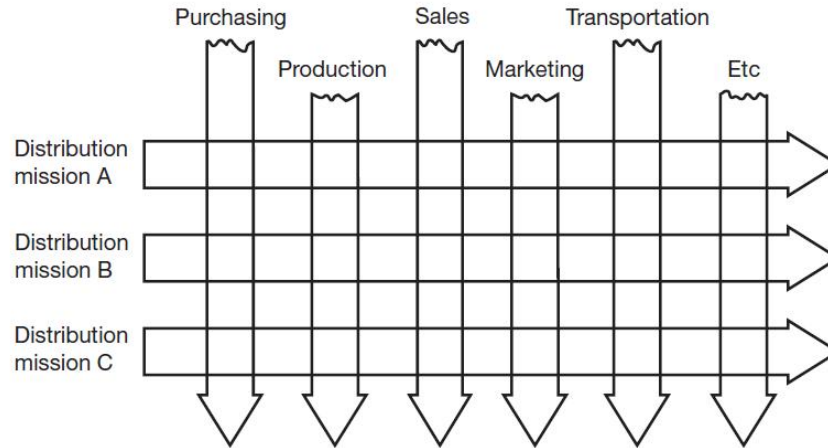 Purchasing
Sales
Transportation
Production
Marketing
Etc
Distribution
mission A
Distribution
mission B
Distribution
mission C